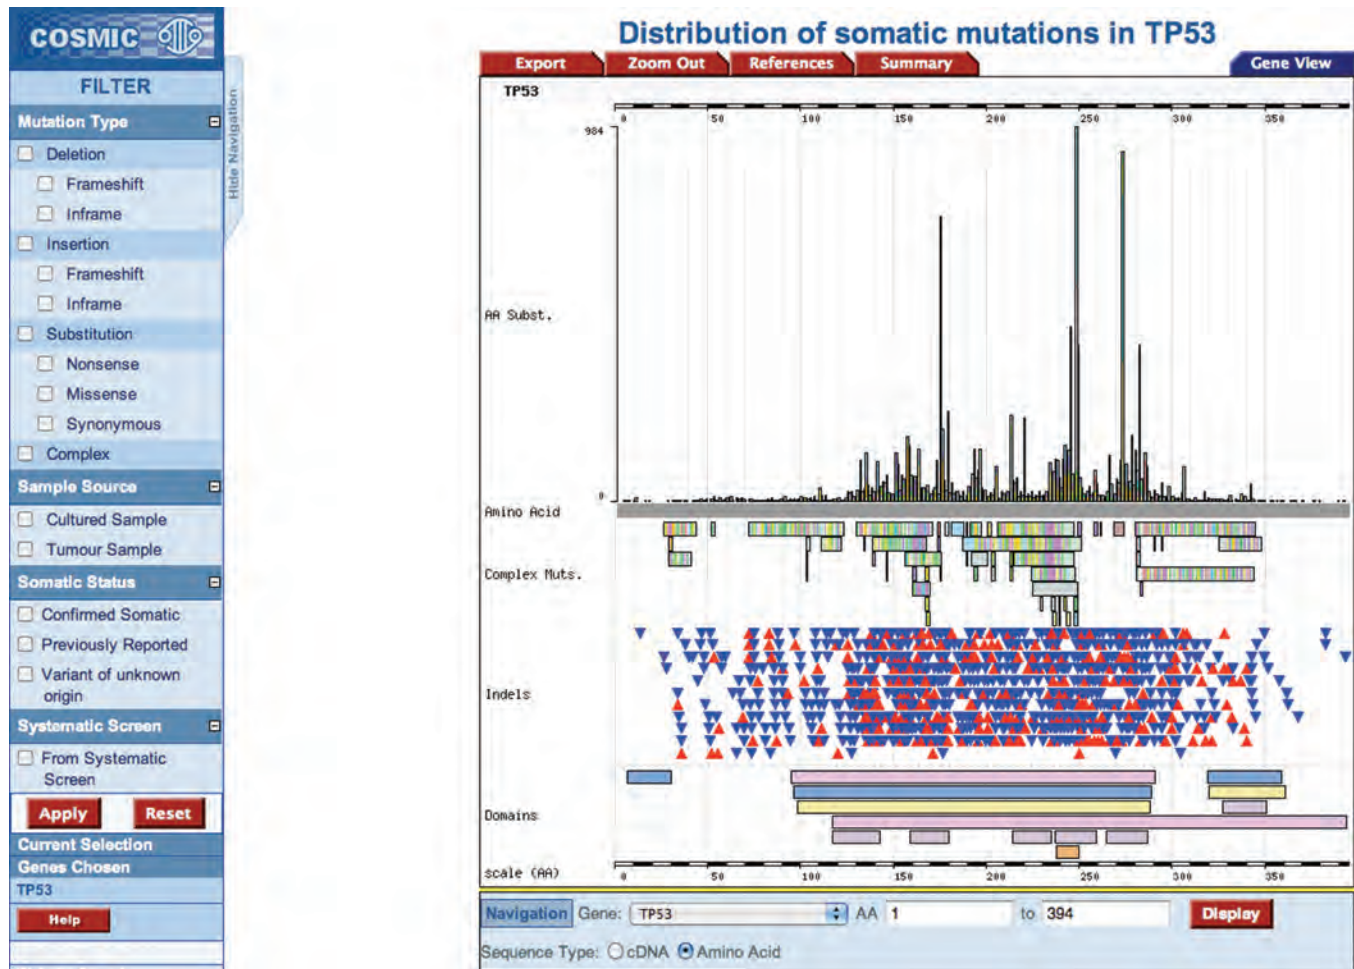 COSMIC
FILTER
Mutation Type
Deletion
Frameshift
Inframe
Insertion
Frameshift
Inframe
Substitution
Nonsense
Missense
Synonymous
Complex
Sample Source
Cultured Sample
Tumour Sample
Somatic Status
Confirmed Somatic
Previously Reported
Variant of unknown
origin
Systematic Screen
From Systematic
Screen
Apply Reset
Current Selection
Genes Chosen
TP53
Help
Hide Navigation
Distribution of somatic mutations in TP53
Export Zoom Out References Summary Gene View
TP53
0 50 100 150 200 250 300 350
984
AA Subst.
0
Amino Acid
Complex Muts.
Indels
Domains
scale (AA) 0 50 100 150 200 250 300 350
Navigation Gene: TP53 AA 1 to 394 Display
Sequence Type: cDNA Amino Acid